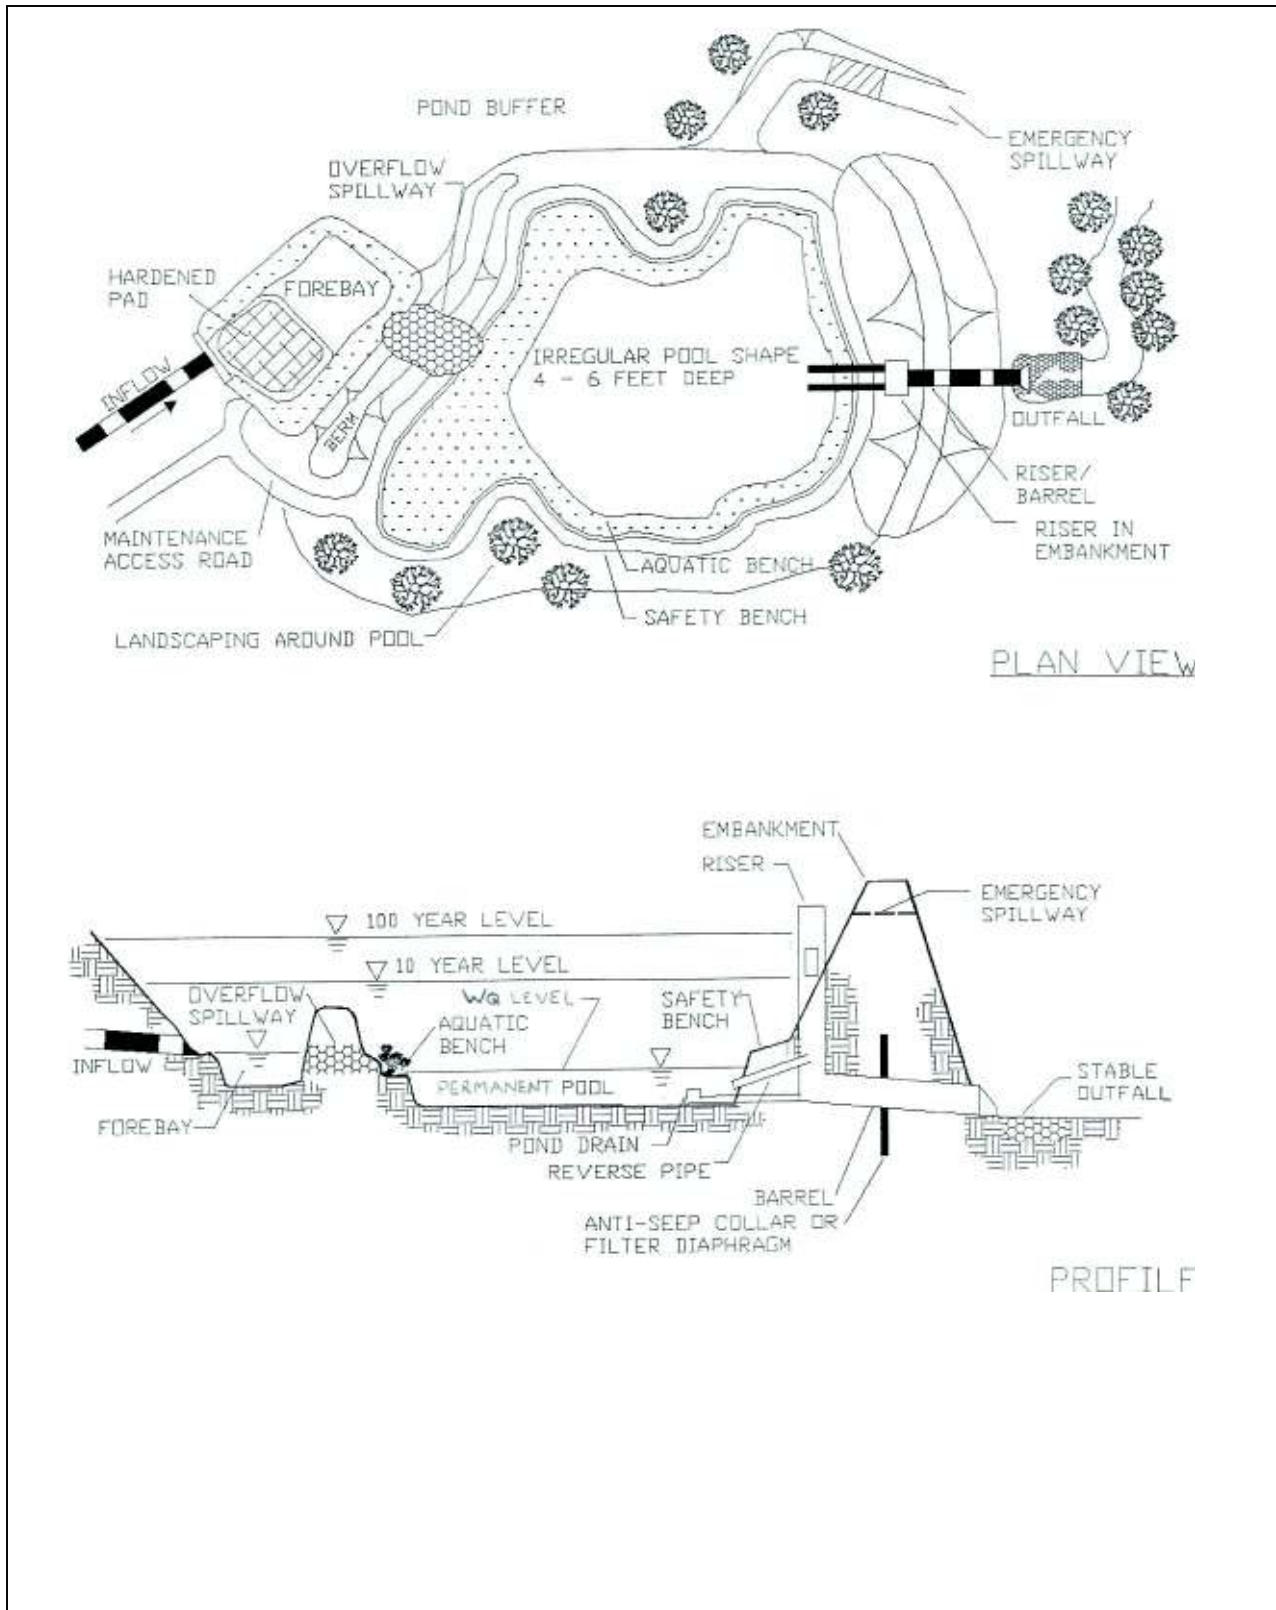 POND BUFFER
EMERGENCY
SPILLWAY
OVERFLOW
SPILLWAY
HARDENED
PAD
FOREBAY
INFLOW
BERM
IRREGULAR POOL SHAPE
4 - 6 FEET DEEP
OUTFALL
RISER/
BARREL
RISER IN
EMBANKMENT
MAINTENANCE
ACCESS ROAD
AQUATIC BENCH
SAFETY BENCH
LANDSCAPING AROUND POOL
PLAN VIEW
EMBANKMENT
RISER
EMERGENCY
SPILLWAY
100 YEAR LEVEL
10 YEAR LEVEL
WQ LEVEL
OVERFLOW
SPILLWAY
AQUATIC
BENCH
SAFETY
BENCH
INFLOW
PERMANENT POOL
STABLE
OUTFALL
FOREBAY
POND DRAIN
REVERSE PIPE
BARREL
ANTI-SEEP COLLAR OR
FILTER DIAPHRAGM
PROFILE